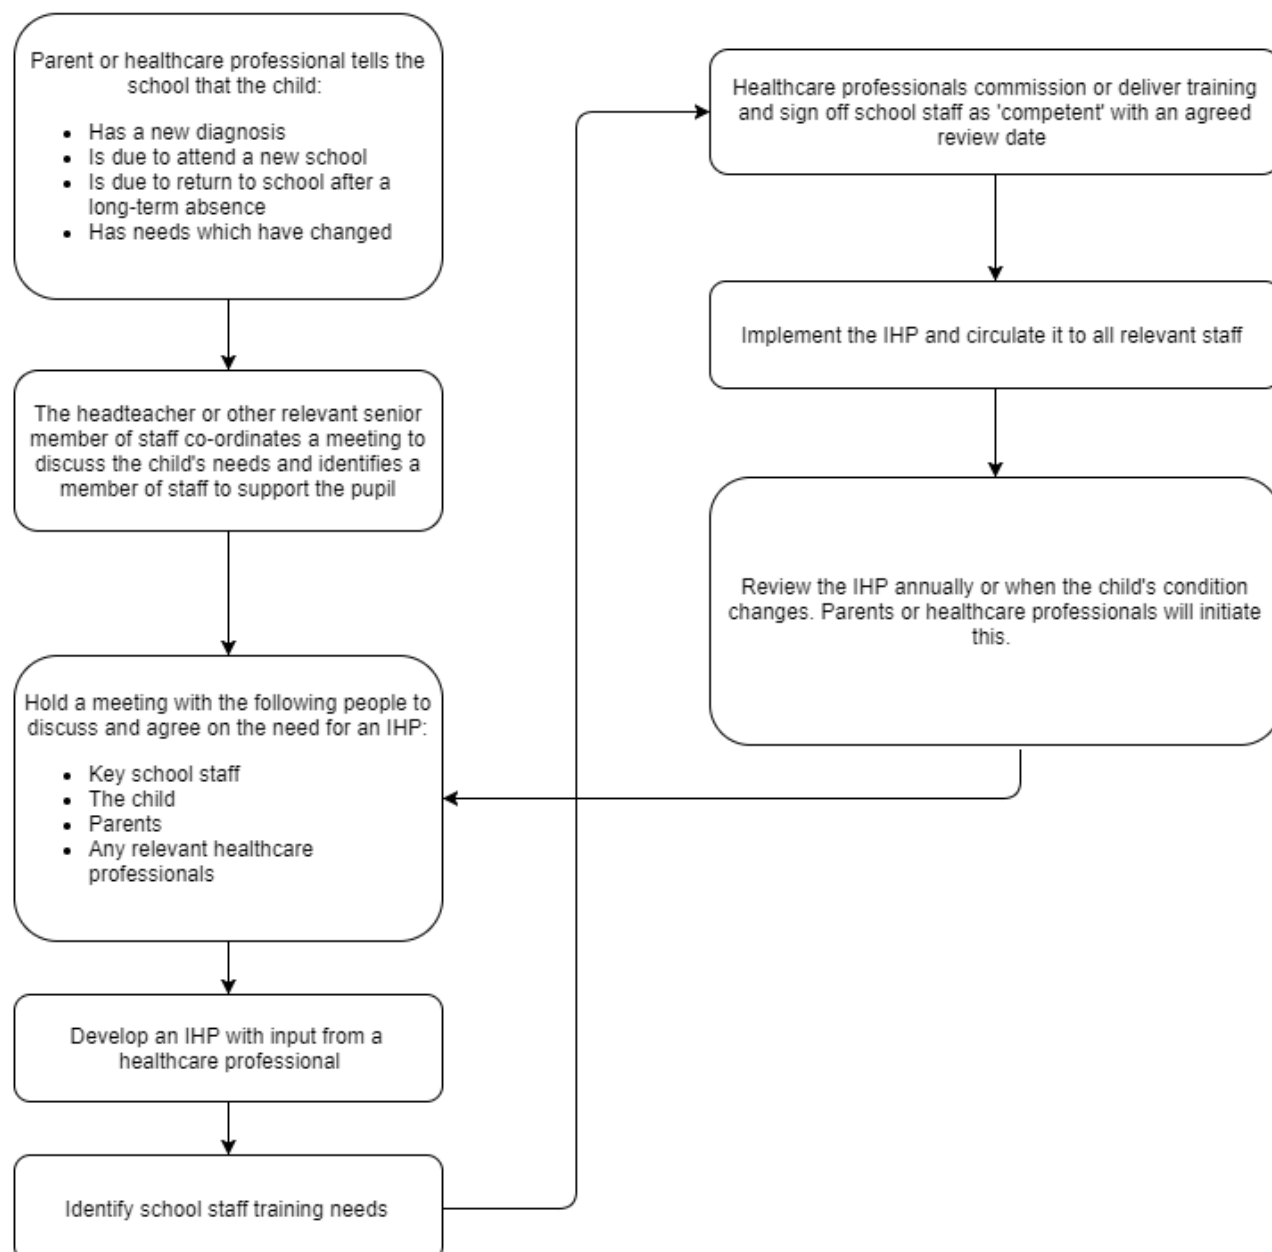 Parent or healthcare professional tells the
school that the child:
• Has a new diagnosis
• Is due to attend a new school
• Is due to return to school after a
long-term absence
• Has needs which have changed
The headteacher or other relevant senior
member of staff co-ordinates a meeting to
discuss the child's needs and identifies a
member of staff to support the pupil
Hold a meeting with the following people to
discuss and agree on the need for an IHP:
• Key school staff
• The child
• Parents
• Any relevant healthcare
professionals
Develop an IHP with input from a
healthcare professional
Identify school staff training needs
Healthcare professionals commission or deliver training
and sign off school staff as 'competent' with an agreed
review date
Implement the IHP and circulate it to all relevant staff
Review the IHP annually or when the child's condition
changes. Parents or healthcare professionals will initiate
this.